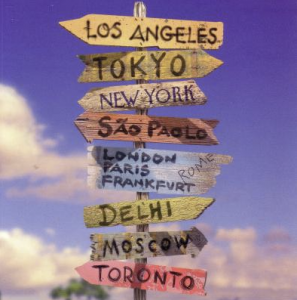 LOS ANGELES
TOKYO
NEW YORK
SÃO PAOLO
LONDON
PARIS
FRANKFURT
ROME
DELHI
MOSCOW
TORONTO